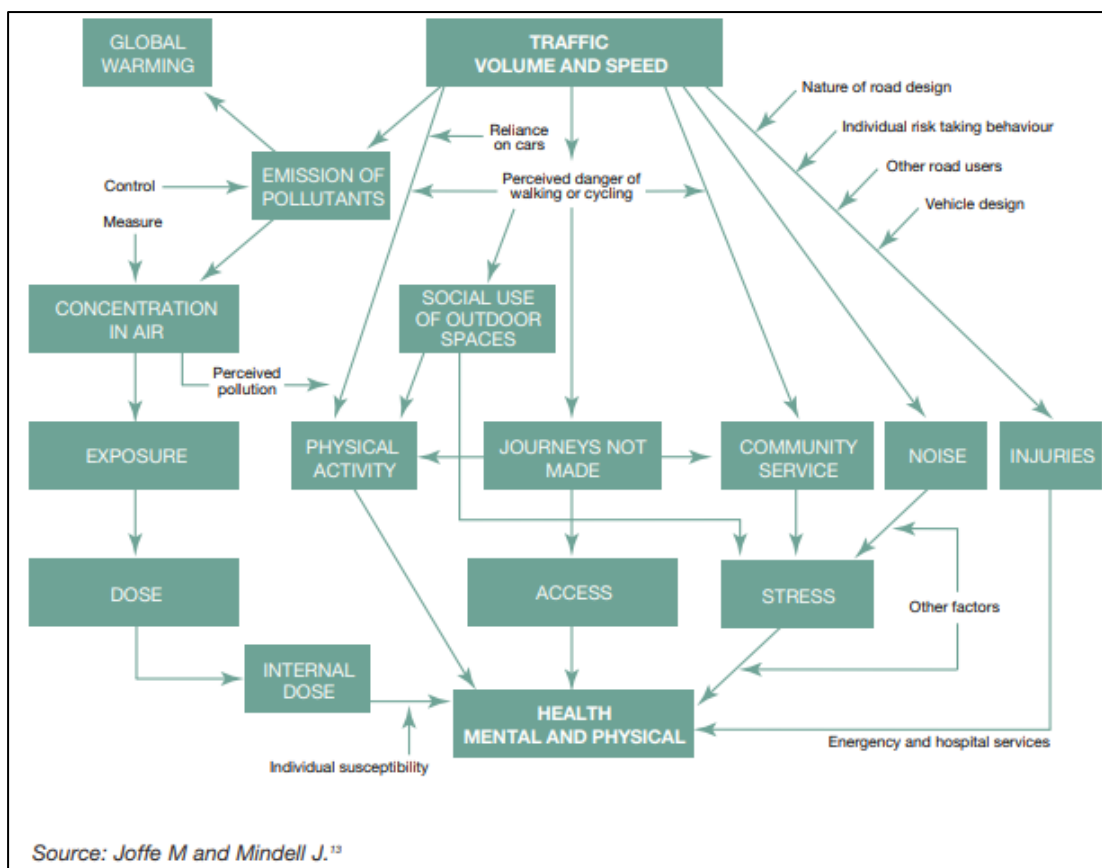 GLOBAL
WARMING
TRAFFIC
VOLUME AND SPEED
Nature of road design
Individual risk taking behaviour
Other road users
Vehicle design
Reliance
on cars
EMISSION OF
POLLUTANTS
Control
Perceived danger of
walking or cycling
Measure
CONCENTRATION
IN AIR
SOCIAL USE
OF OUTDOOR
SPACES
Perceived
pollution
EXPOSURE
PHYSICAL
ACTIVITY
JOURNEYS NOT
MADE
COMMUNITY
SERVICE
NOISE
INJURIES
DOSE
ACCESS
STRESS
Other factors
INTERNAL
DOSE
HEALTH
MENTAL AND PHYSICAL
Energency and hospital services
Individual susceptibility
Source: Joffe M and Mindell J.¹³